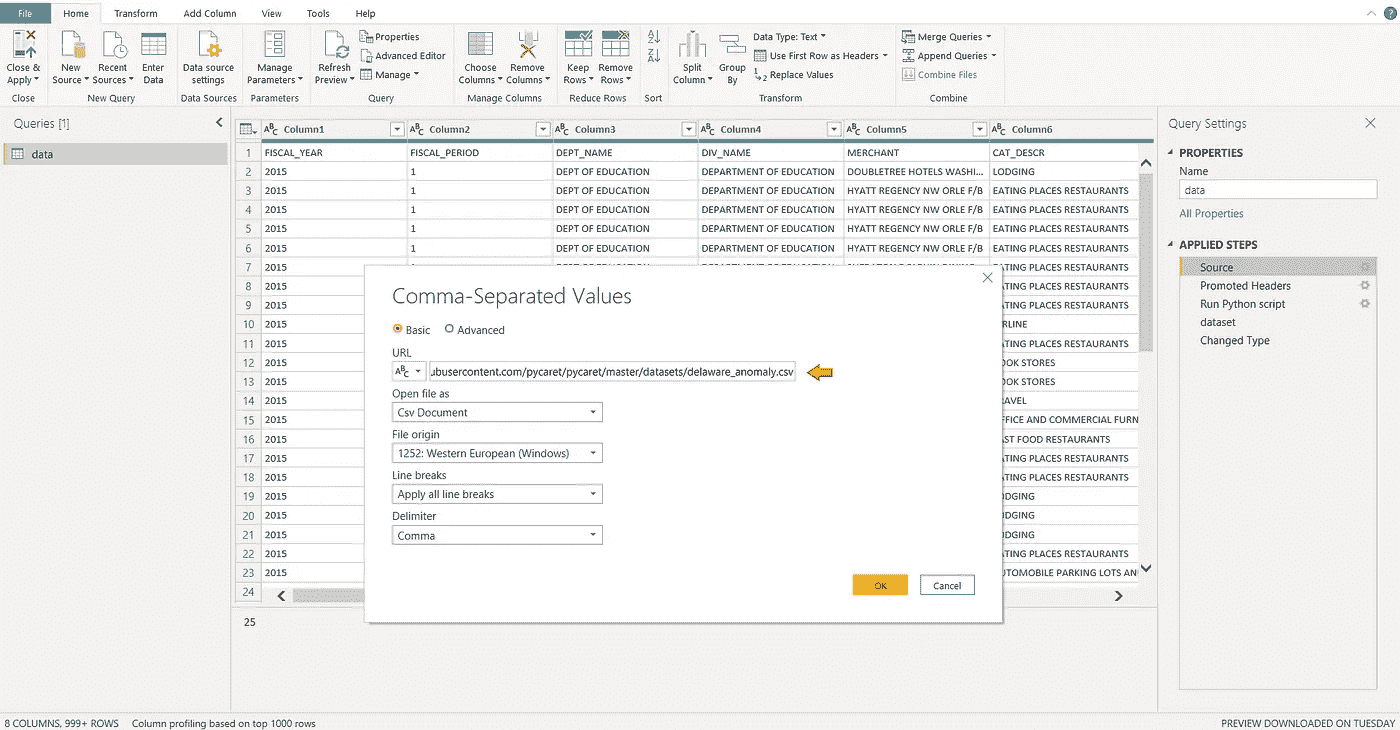 File Home Transform Add Column View Tools Help
Close & Apply
New Source
Recent Sources
Enter Data
Data source settings
Manage Parameters
Refresh Preview
Properties
Advanced Editor
Manage
Choose Columns
Remove Columns
Keep Rows
Remove Rows
Split Column
Group By
Data Type: Text
Use First Row as Headers
Replace Values
Merge Queries
Append Queries
Combine Files
Close New Query Data Sources Parameters Query Manage Columns Reduce Rows Sort Transform Combine
Queries [1]
data
Column1 Column2 Column3 Column4 Column5 Column6
1 FISCAL_YEAR FISCAL_PERIOD DEPT_NAME DIV_NAME MERCHANT CAT_DESCR
2 2015 1 DEPT OF EDUCATION DEPARTMENT OF EDUCATION DOUBLETREE HOTELS WASHI... LODGING
3 2015 1 DEPT OF EDUCATION DEPARTMENT OF EDUCATION HYATT REGENCY NW ORLE F/B EATING PLACES RESTAURANTS
4 2015 1 DEPT OF EDUCATION DEPARTMENT OF EDUCATION HYATT REGENCY NW ORLE F/B EATING PLACES RESTAURANTS
5 2015 1 DEPT OF EDUCATION DEPARTMENT OF EDUCATION HYATT REGENCY NW ORLE F/B EATING PLACES RESTAURANTS
6 2015 1 DEPT OF EDUCATION DEPARTMENT OF EDUCATION HYATT REGENCY NW ORLE F/B EATING PLACES RESTAURANTS
7 2015 ATING PLACES RESTAURANTS
8 2015 ATING PLACES RESTAURANTS
9 2015 ATING PLACES RESTAURANTS
10 2015 RLINE
11 2015 ATING PLACES RESTAURANTS
12 2015 OOK STORES
13 2015 OOK STORES
14 2015 RAVEL
15 2015 FFICE AND COMMERCIAL FURN
16 2015 AST FOOD RESTAURANTS
17 2015 ATING PLACES RESTAURANTS
18 2015 ATING PLACES RESTAURANTS
19 2015 ODGING
20 2015 ODGING
21 2015 ODGING
22 2015 ATING PLACES RESTAURANTS
23 2015 UTOMOBILE PARKING LOTS AN
24
25
Comma-Separated Values
Basic Advanced
URL
ubusercontent.com/pycaret/pycaret/master/datasets/delaware_anomaly.csv
Open file as
Csv Document
File origin
1252: Western European (Windows)
Line breaks
Apply all line breaks
Delimiter
Comma
OK Cancel
Query Settings
PROPERTIES
Name
data
All Properties
APPLIED STEPS
Source
Promoted Headers
Run Python script
dataset
Changed Type
8 COLUMNS, 999+ ROWS Column profiling based on top 1000 rows
PREVIEW DOWNLOADED ON TUESDAY